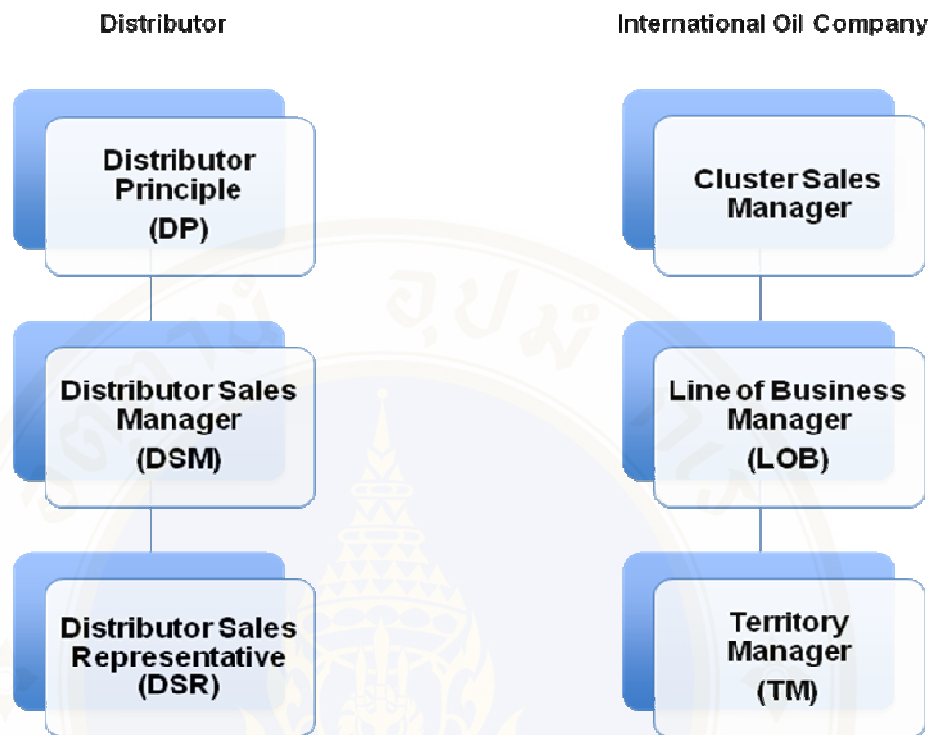 Distributor
International Oil Company
Distributor
Principle
(DP)
Cluster Sales
Manager
Distributor Sales
Manager
(DSM)
Line of Business
Manager
(LOB)
Distributor Sales
Representative
(DSR)
Territory
Manager
(TM)